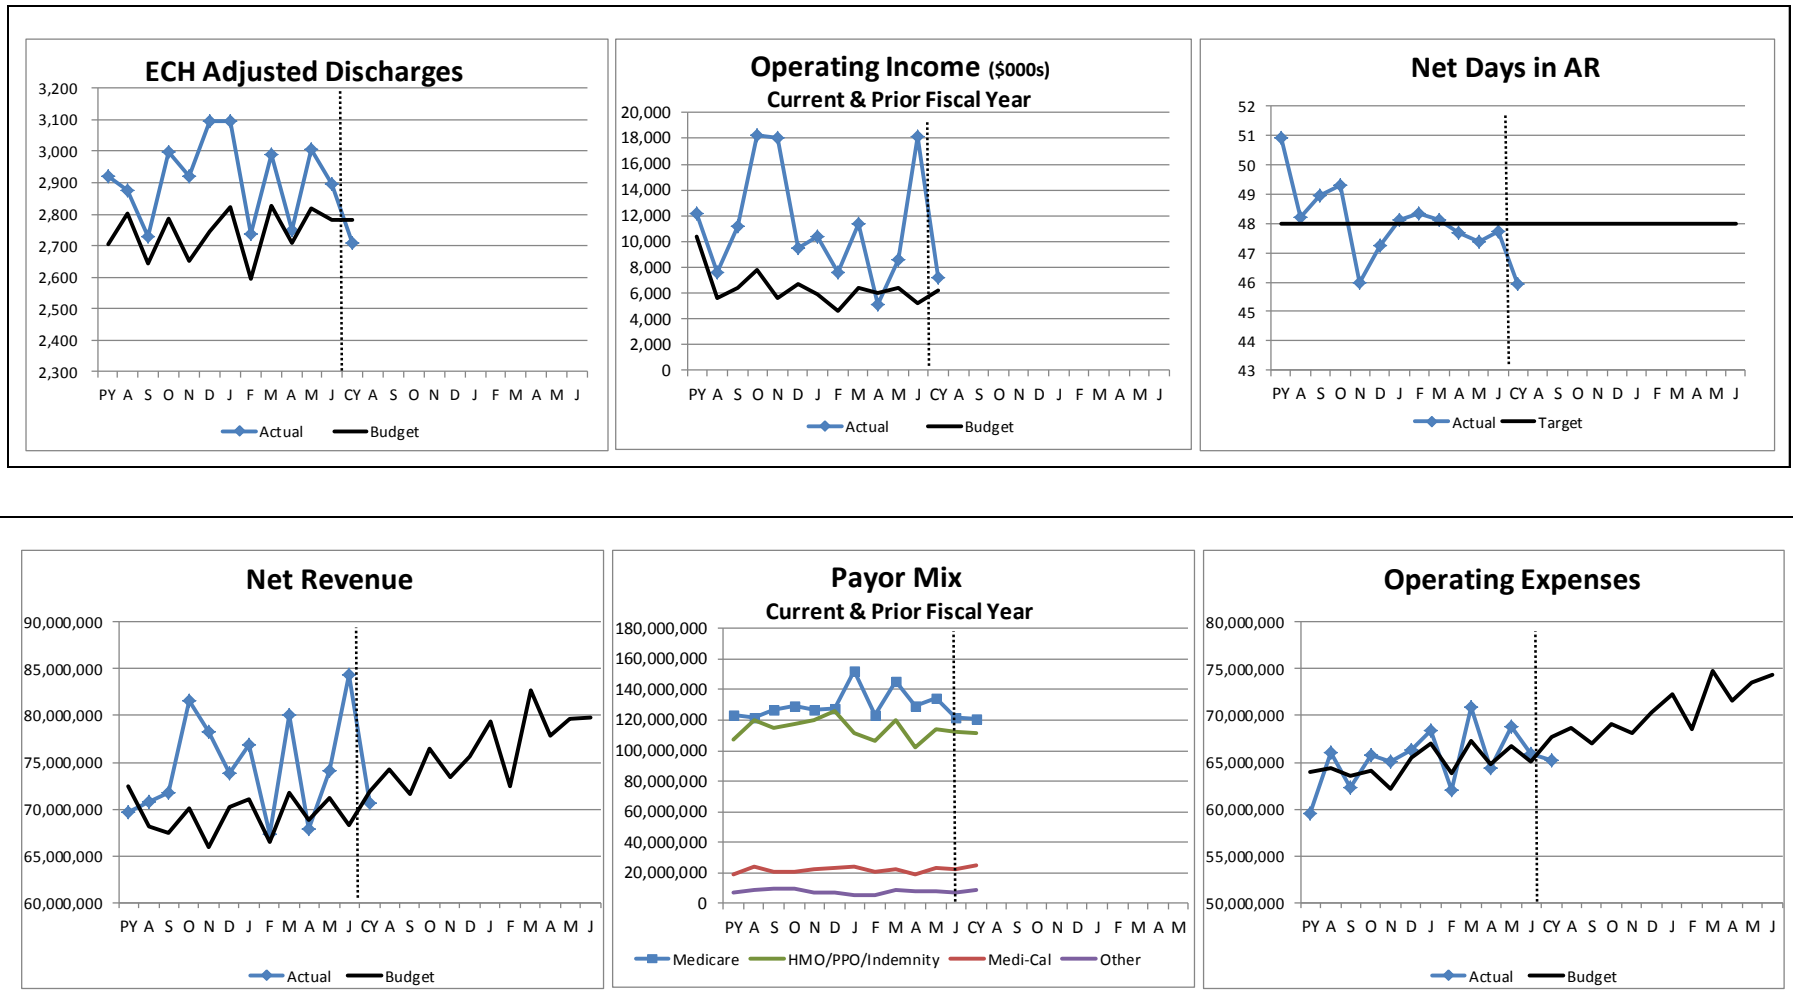 ECH Adjusted Discharges
3,200
3,100
3,000
2,900
2,800
2,700
2,600
2,500
2,400
2,300
PY A S O N D J F M A M J CY A S O N D J F M A M J
Actual Budget
Operating Income ($000s)
Current & Prior Fiscal Year
20,000
18,000
16,000
14,000
12,000
10,000
8,000
6,000
4,000
2,000
0
PY A S O N D J F M A M J CY A S O N D J F M A M J
Actual Budget
Net Days in AR
52
51
50
49
48
47
46
45
44
43
PY A S O N D J F M A M J CY A S O N D J F M A M J
Actual Target
Net Revenue
90,000,000
85,000,000
80,000,000
75,000,000
70,000,000
65,000,000
60,000,000
PY A S O N D J F M A M J CY A S O N D J F M A M J
Actual Budget
Payor Mix
Current & Prior Fiscal Year
180,000,000
160,000,000
140,000,000
120,000,000
100,000,000
80,000,000
60,000,000
40,000,000
20,000,000
0
PY A S O N D J F M A M J CY A S O N D J F M A M
Medicare HMO/PPO/Indemnity Medi-Cal Other
Operating Expenses
80,000,000
75,000,000
70,000,000
65,000,000
60,000,000
55,000,000
50,000,000
PY A S O N D J F M A M J CY A S O N D J F M A M J
Actual Budget